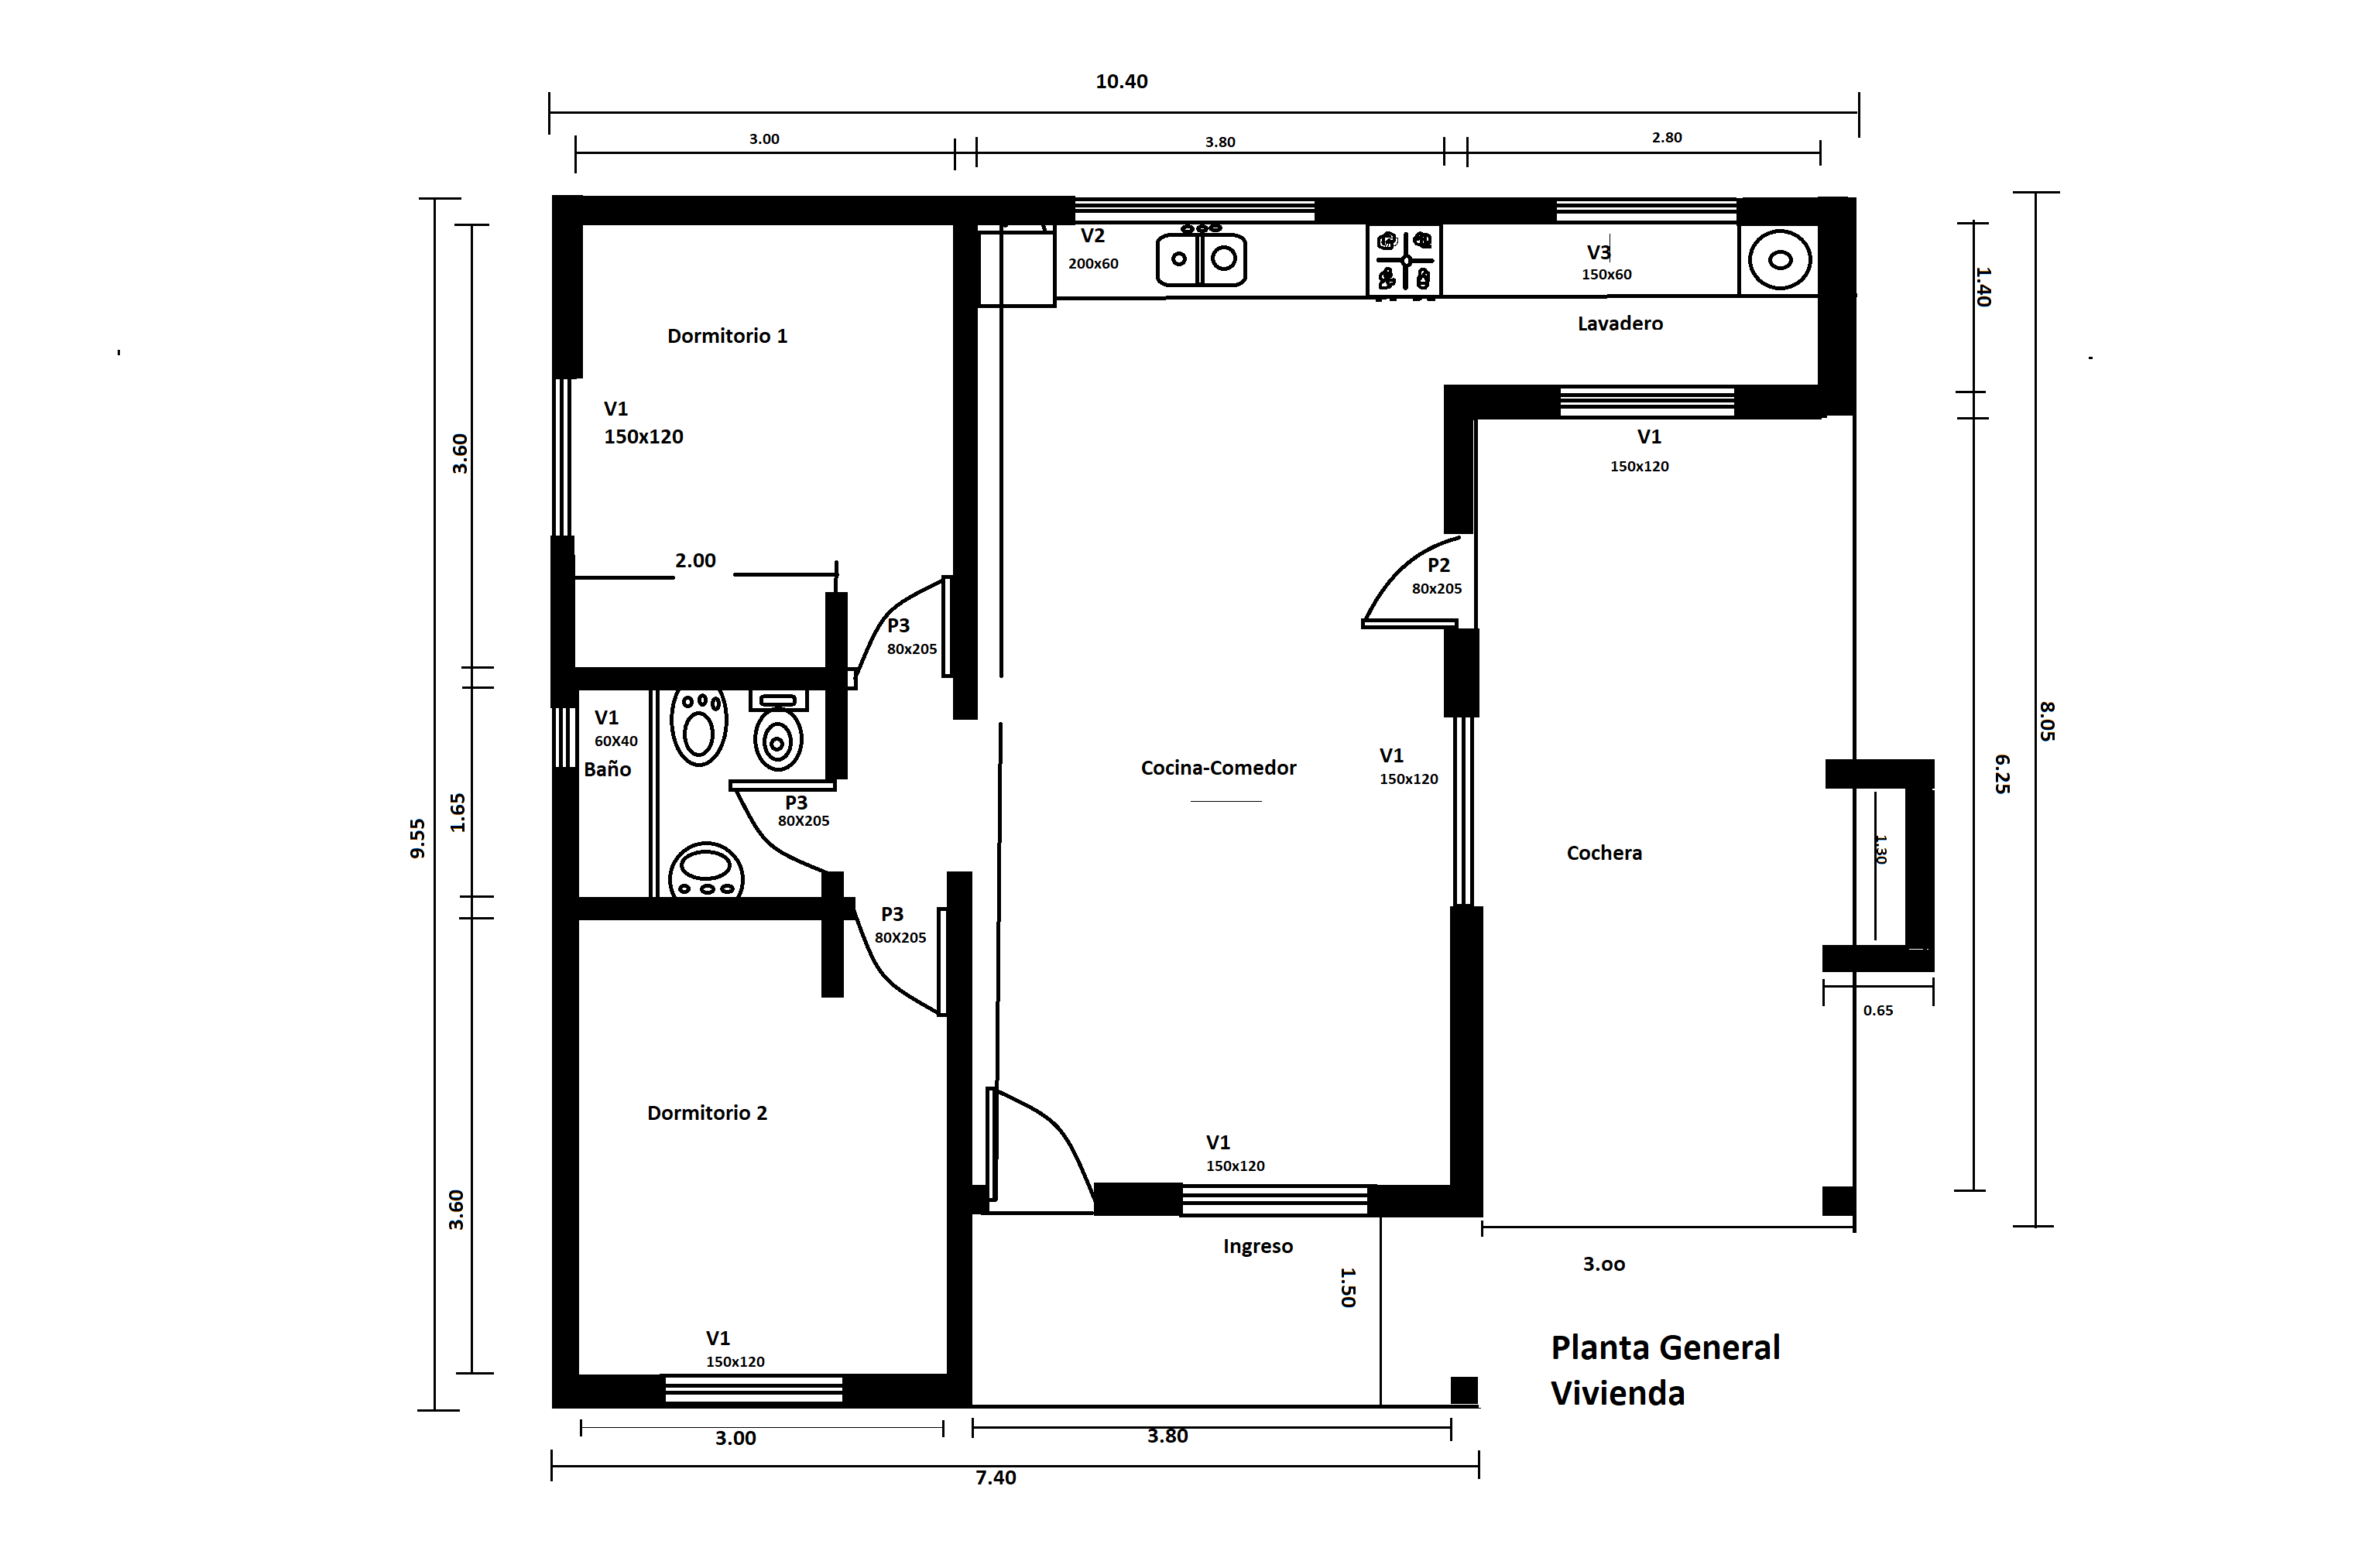 10.40
3.00
3.80
2.80
V2
200x60
V3
150x60
1.40
Lavadero
Dormitorio 1
V1
150x120
V1
150x120
3.60
2.00
P2
80x205
P3
80x205
V1
60X40
Baño
8.05
V1
150x120
Cocina-Comedor
6.25
P3
80X205
1.65
9.55
Cochera
1.30
P3
80X205
0.65
Dormitorio 2
V1
150x120
3.60
Ingreso
1.50
3.oo
V1
150x120
Planta General
Vivienda
3.00
3.80
7.40